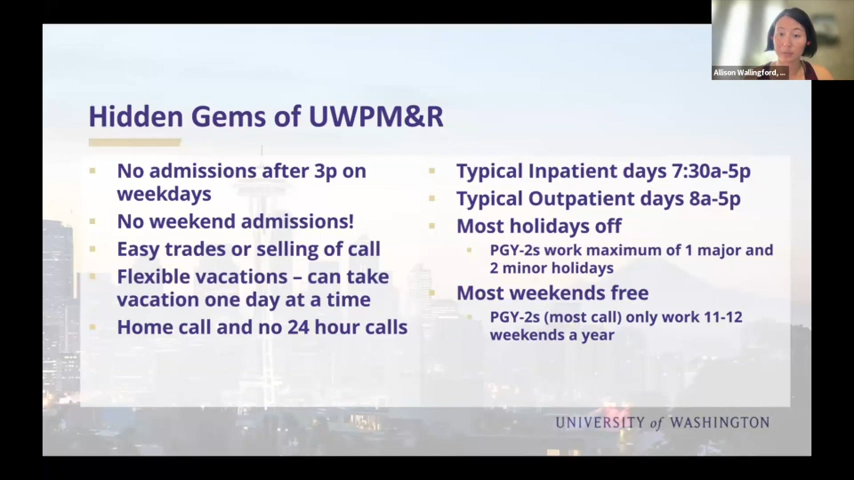 Allison Wallingford, ...
Hidden Gems of UWPM&R
No admissions after 3p on
weekdays
No weekend admissions!
Easy trades or selling of call
Flexible vacations – can take
vacation one day at a time
Home call and no 24 hour calls
Typical Inpatient days 7:30a-5p
Typical Outpatient days 8a-5p
Most holidays off
PGY-2s work maximum of 1 major and
2 minor holidays
Most weekends free
PGY-2s (most call) only work 11-12
weekends a year
UNIVERSITY of WASHINGTON